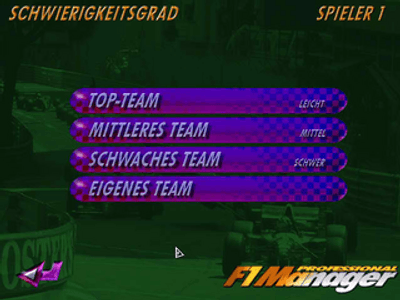 SCHWIERIGKEITSGRAD SPIELER 1
TOP-TEAM LEICHT
MITTLERES TEAM MITTEL
SCHWACHES TEAM SCHWER
EIGENES TEAM
PROFESSIONAL
F1 Manager